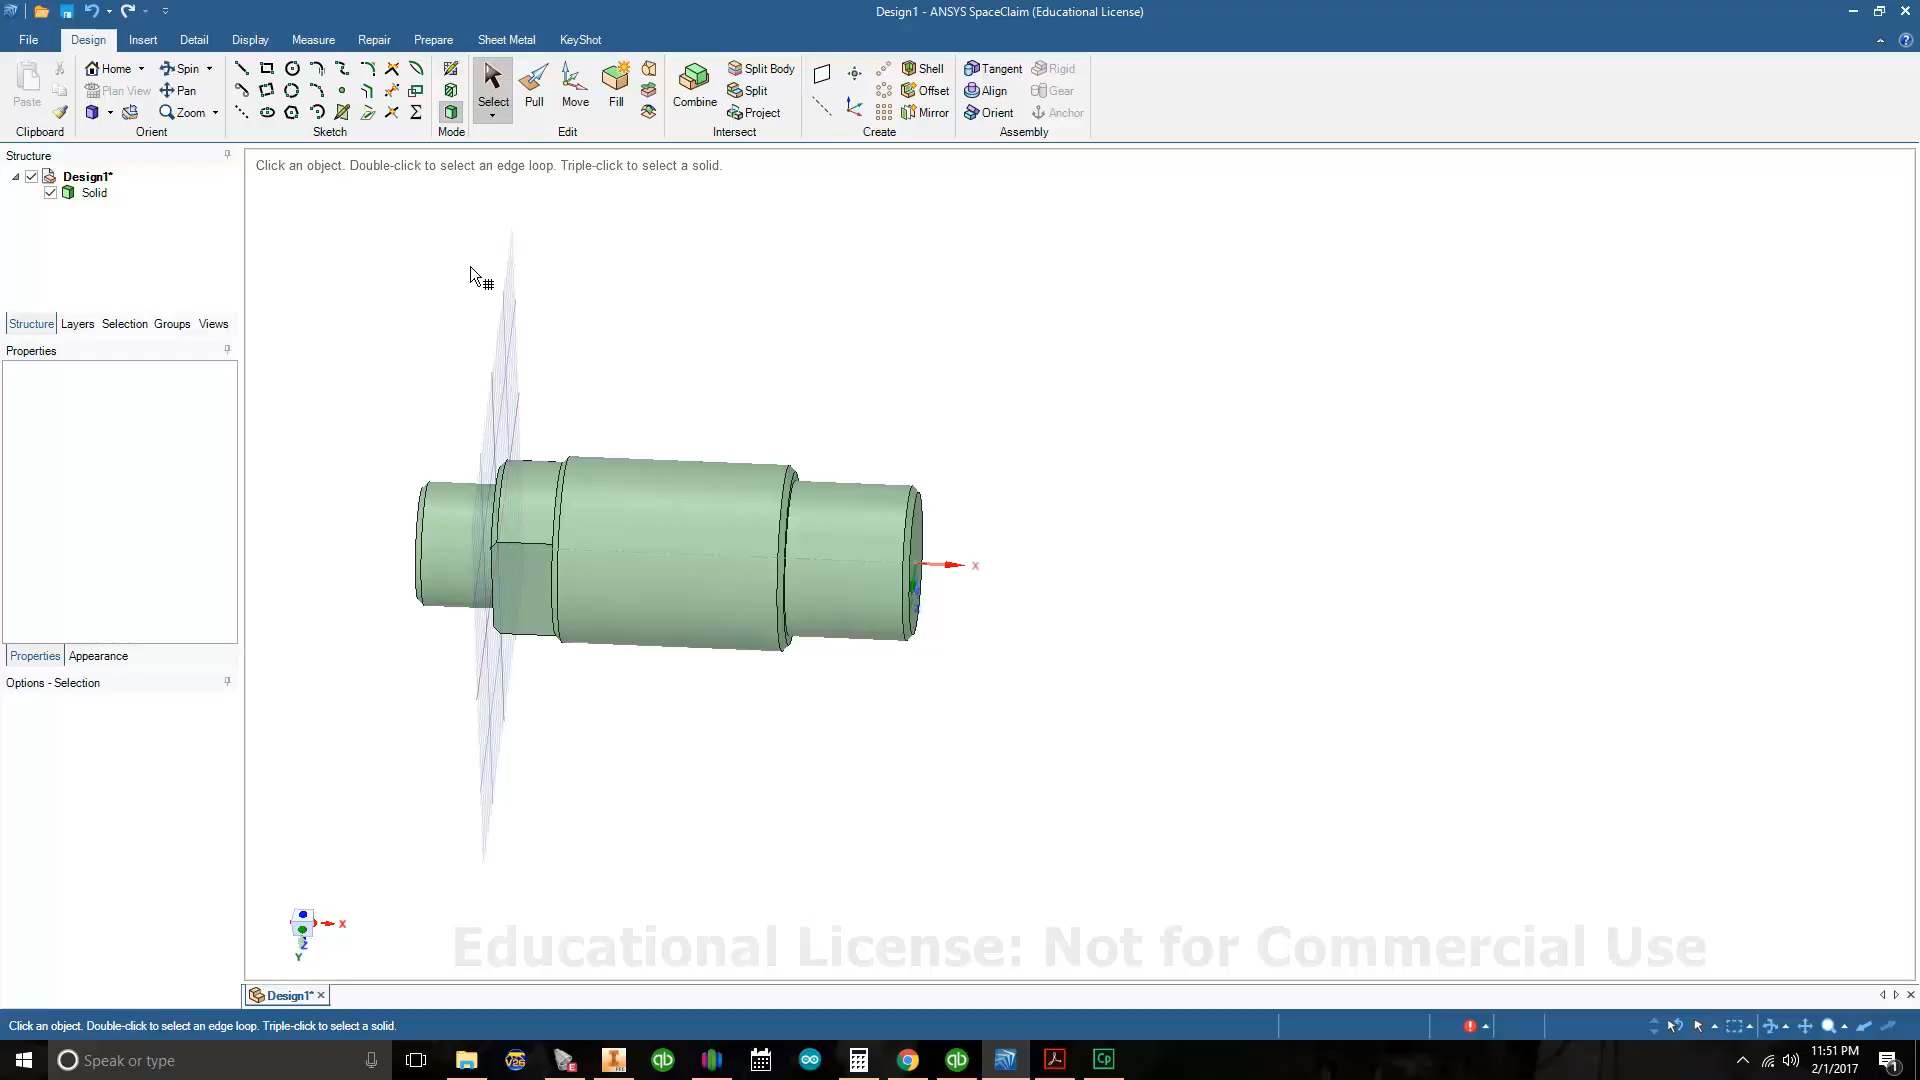 Design1 - ANSYS SpaceClaim (Educational License)
File Design Insert Detail Display Measure Repair Prepare Sheet Metal KeyShot
Paste
Home Spin
Plan View Pan
Zoom
Select Pull Move Fill
Combine
Split Body
Split
Project
Shell
Offset
Mirror
Tangent Rigid
Align Gear
Orient Anchor
Clipboard Orient Sketch Mode Edit Intersect Create Assembly
Structure
Design1*
Solid
Structure Layers Selection Groups Views
Properties
Properties Appearance
Options - Selection
Click an object. Double-click to select an edge loop. Triple-click to select a solid.
X
X
Z
Y
Educational License: Not for Commercial Use
Design1*
Click an object. Double-click to select an edge loop. Triple-click to select a solid.
Speak or type
11:51 PM
2/1/2017